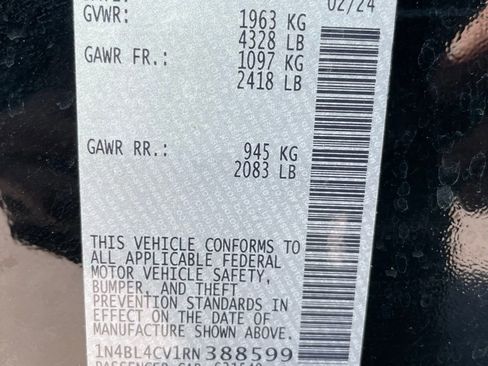 02/24
GVWR: 1963 KG
4328 LB
GAWR FR.: 1097 KG
2418 LB
GAWR RR.: 945 KG
2083 LB
THIS VEHICLE CONFORMS TO
ALL APPLICABLE FEDERAL
MOTOR VEHICLE SAFETY,
BUMPER, AND THEFT
PREVENTION STANDARDS IN
EFFECT ON THE DATE OF
MANUFACTURE SHOWN ABOVE.
1N4BL4CV1RN388599
PASSENGER CAR